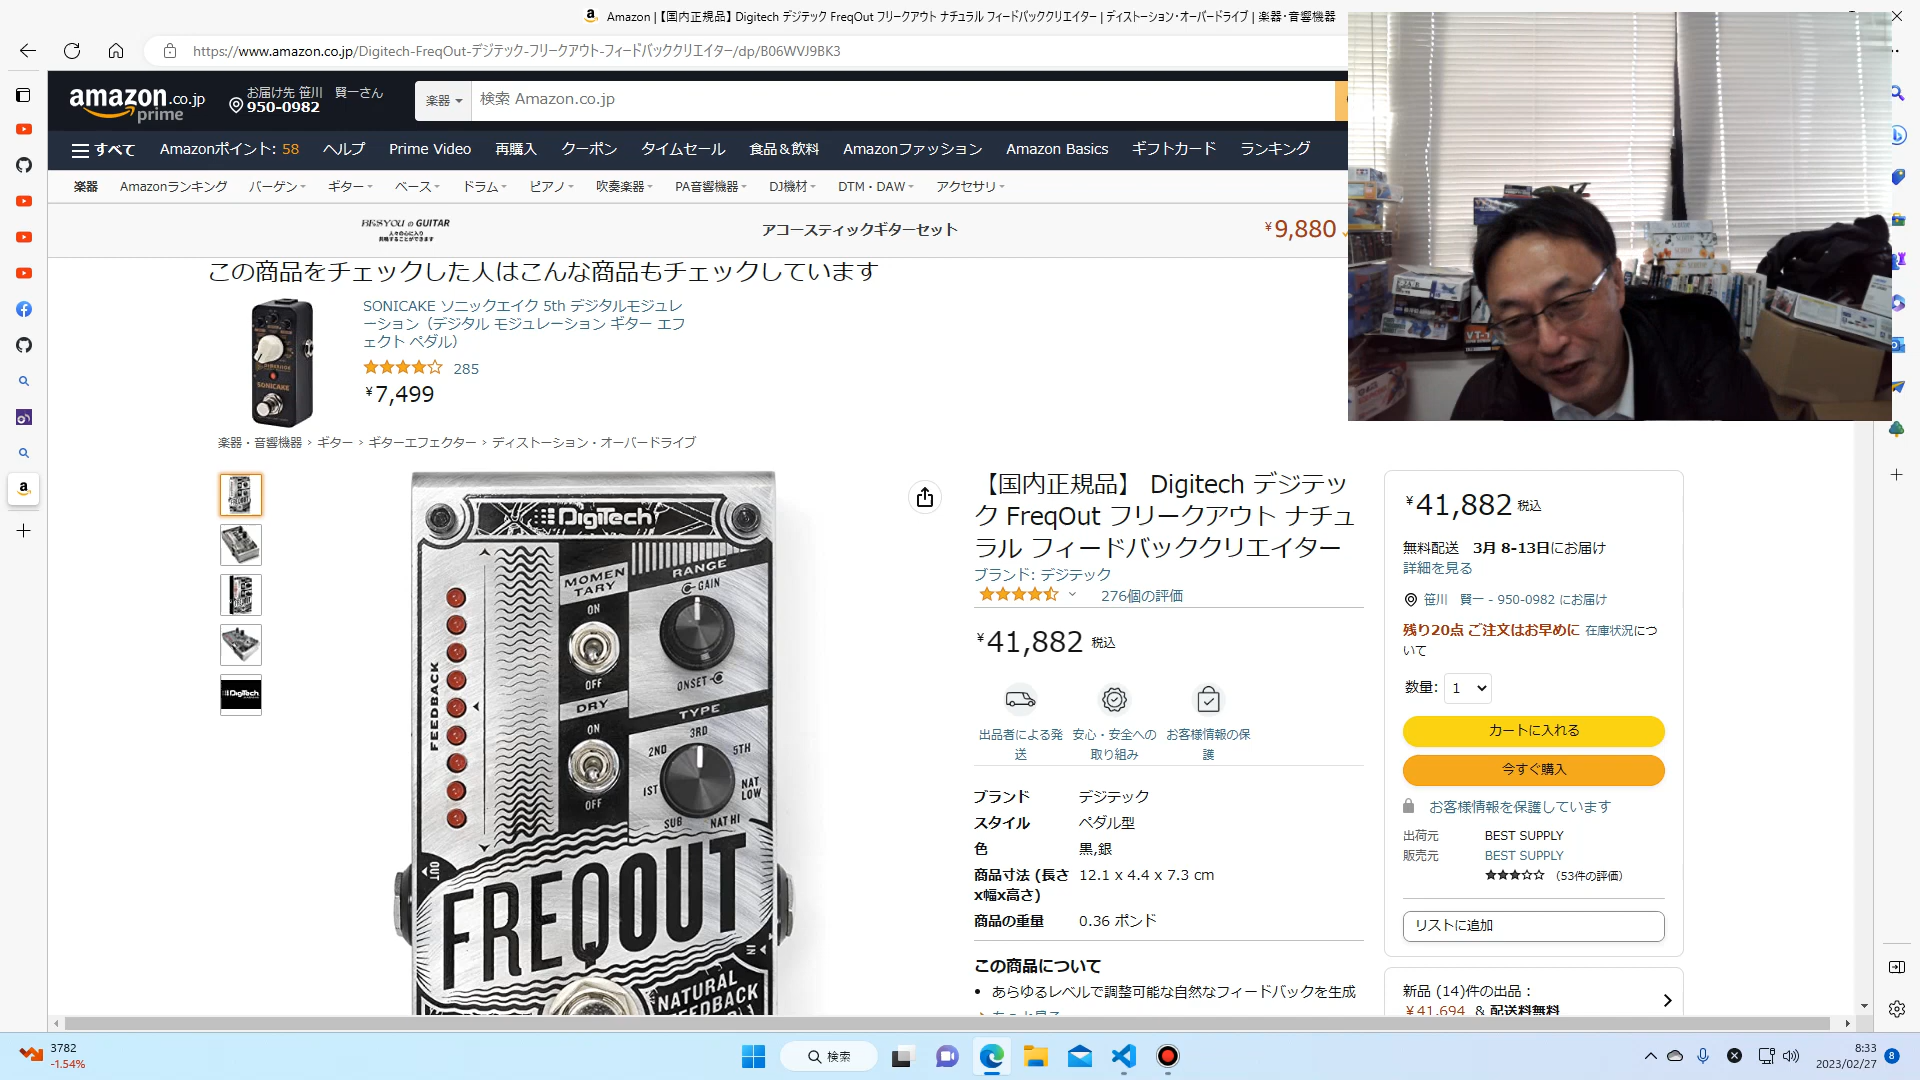 Amazon | 【国内正規品】 Digitech デジテック FreqOut フリークアウト ナチュラル フィードバッククリエイター | ディストーション・オーバードライブ | 楽器・音響機器
https://www.amazon.co.jp/Digitech-FreqOut-デジテック-フリークアウト-フィードバッククリエイター/dp/B06WVJ9BK3
amazon.co.jp
prime
お届け先 笹川 賢一さん
950-0982
楽器
検索 Amazon.co.jp
すべて
Amazonポイント: 58
ヘルプ
Prime Video
再購入
クーポン
タイムセール
食品＆飲料
Amazonファッション
Amazon Basics
ギフトカード
ランキング
楽器
Amazonランキング
バーゲン
ギター
ベース
ドラム
ピアノ
吹奏楽器
PA音響機器
DJ機材
DTM・DAW
アクセサリ
BESYOU GUITAR
アコースティックギターセット
¥9,880
この商品をチェックした人はこんな商品もチェックしています
SONICAKE ソニックエイク 5th デジタルモジュレ
ーション（デジタル モジュレーション ギター エフ
ェクト ペダル）
285
¥7,499
SONICAKE
楽器・音響機器 › ギター › ギターエフェクター › ディストーション・オーバードライブ
DigiTech
MOMEN
TARY
ON
OFF
RANGE
GAIN
ONSET
DRY
ON
OFF
TYPE
3RD
2ND
5TH
1ST
NAT
LOW
SUB
NAT HI
FEEDBACK
OUT
IN
FREQOUT
NATURAL
FEEDBACK
DigiTech
【国内正規品】 Digitech デジテッ
ク FreqOut フリークアウト ナチュ
ラル フィードバッククリエイター
ブランド: デジテック
276個の評価
¥41,882 税込
出品者による発
送
安心・安全への
取り組み
お客様情報の保
護
ブランド デジテック
スタイル ペダル型
色 黒,銀
商品寸法 (長さ
x幅x高さ) 12.1 x 4.4 x 7.3 cm
商品の重量 0.36 ポンド
この商品について
あらゆるレベルで調整可能な自然なフィードバックを生成
もっと見る
¥41,882 税込
無料配送 3月 8-13日にお届け
詳細を見る
笹川 賢一 - 950-0982 にお届け
残り20点 ご注文はお早めに 在庫状況につ
いて
数量: 1
カートに入れる
今すぐ購入
お客様情報を保護しています
出荷元 BEST SUPPLY
販売元 BEST SUPPLY
（53件の評価）
リストに追加
新品 (14)件の出品：
¥41,694 & 配送料無料
3782
-1.54%
検索
8:33
2023/02/27
8